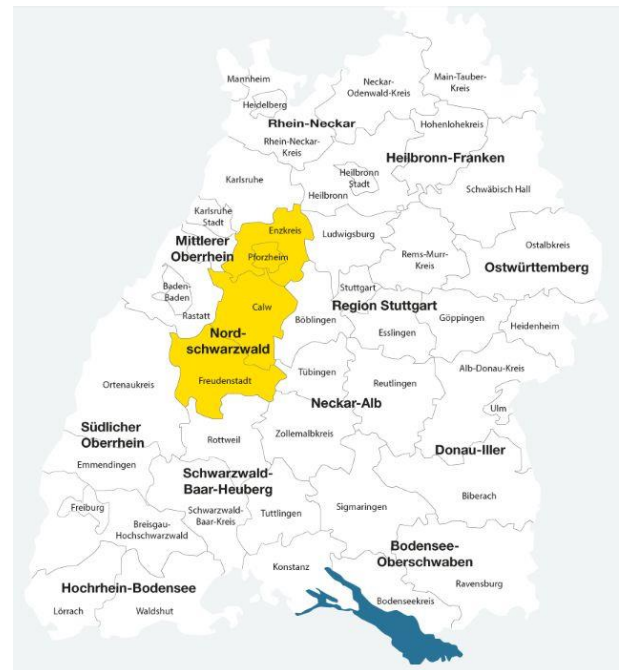 Mannheim
Neckar-
Odenwald-Kreis
Main-Tauber-
Kreis
Heidelberg
Rhein-Neckar
Rhein-Neckar-
Kreis
Hohenlohekreis
Heilbronn-Franken
Karlsruhe
Heilbronn
Stadt
Heilbronn
Schwäbisch Hall
Karlsruhe
Stadt
Enzkreis
Ludwigsburg
Mittlerer
Oberrhein
Pforzheim
Rems-Murr-
Kreis
Ostalbkreis
Ostwürttemberg
Baden-
Baden
Rastatt
Calw
Stuttgart
Region Stuttgart
Böblingen
Esslingen
Göppingen
Heidenheim
Nord-
schwarzwald
Freudenstadt
Tübingen
Reutlingen
Alb-Donau-Kreis
Ortenaukreis
Neckar-Alb
Ulm
Südlicher
Oberrhein
Rottweil
Zollernalbkreis
Donau-Iller
Emmendingen
Schwarzwald-
Baar-Heuberg
Freiburg
Breisgau-
Hochschwarzwald
Schwarzwald-
Baar-Kreis
Tuttlingen
Sigmaringen
Biberach
Konstanz
Bodensee-
Oberschwaben
Hochrhein-Bodensee
Ravensburg
Bodenseekreis
Lörrach
Waldshut